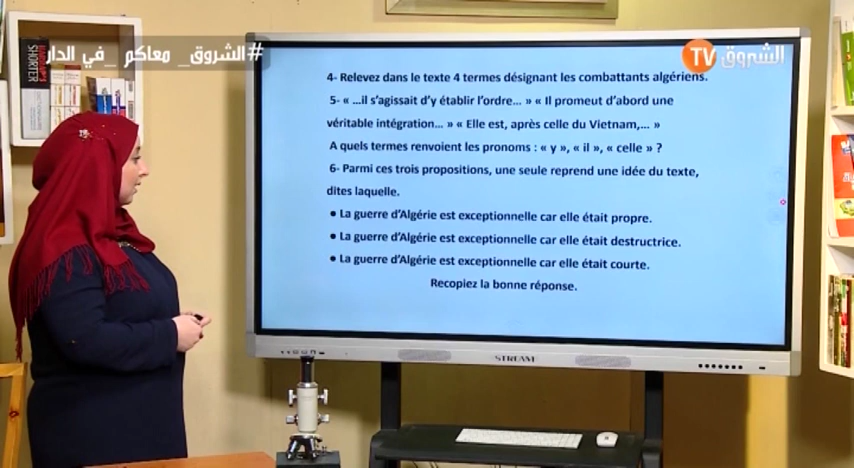 #الشروق_ معاكم _في الدار
الشروق TV
SHORTER
4- Relevez dans le texte 4 termes désignant les combattants algériens.
5- « ...il s'agissait d'y établir l'ordre... » « Il promeut d'abord une
véritable intégration... » « Elle est, après celle du Vietnam,... »
A quels termes renvoient les pronoms : « y », « il », « celle » ?
6- Parmi ces trois propositions, une seule reprend une idée du texte,
dites laquelle.
● La guerre d'Algérie est exceptionnelle car elle était propre.
● La guerre d'Algérie est exceptionnelle car elle était destructrice.
● La guerre d'Algérie est exceptionnelle car elle était courte.
Recopiez la bonne réponse.
STREAM